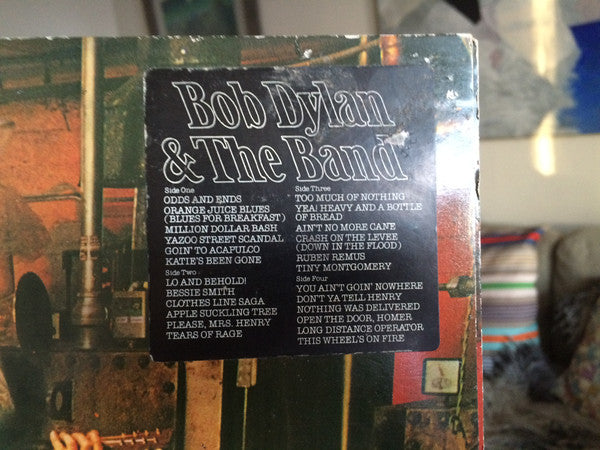 Bob Dylan
& The Band
Side One
ODDS AND ENDS
ORANGE JUICE BLUES
(BLUES FOR BREAKFAST)
MILLION DOLLAR BASH
YAZOO STREET SCANDAL
GOIN' TO ACAPULCO
KATIE'S BEEN GONE
Side Two
LO AND BEHOLD!
BESSIE SMITH
CLOTHES LINE SAGA
APPLE SUCKLING TREE
PLEASE, MRS. HENRY
TEARS OF RAGE
Side Three
TOO MUCH OF NOTHING
YEA! HEAVY AND A BOTTLE
OF BREAD
AIN'T NO MORE CANE
CRASH ON THE LEVEE
(DOWN IN THE FLOOD)
RUBEN REMUS
TINY MONTGOMERY
Side Four
YOU AIN'T GOIN' NOWHERE
DON'T YA TELL HENRY
NOTHING WAS DELIVERED
OPEN THE DOOR, HOMER
LONG DISTANCE OPERATOR
THIS WHEEL'S ON FIRE